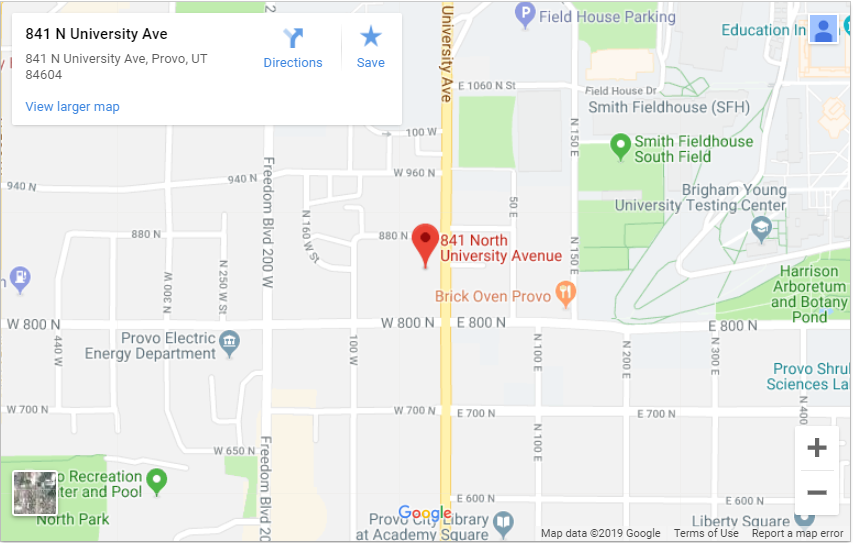 841 N University Ave
841 N University Ave, Provo, UT
84604
Directions
Save
View larger map
University Ave
Field House Parking
Education In
E 1060 N St
Field House Dr
Smith Fieldhouse (SFH)
100 W
N 150 E
Smith Fieldhouse
South Field
Freedom Blvd 200 W
W 960 N
940 N
940 N
50 E
Brigham Young
University Testing Center
N 160 W St
880 N
880 N
841 North
University Avenue
N 150 E
N 300 W
N 250 W St
Harrison
Arboretum
and Botany
Pond
Brick Oven Provo
W 800 N
W 800 N
E 800 N
E 800 N
Provo Electric
Energy Department
440 W
100 W
N 100 E
N 200 E
N 300 E
Provo Shru
Sciences La
N 400
W 700 N
W 700 N
E 700 N
E 700 N
N 100 E
W 650 N
Freedom Blvd 20
o Recreation
ter and Pool
North Park
E 600 N
E 600 N
Google
Provo City Library
at Academy Square
Liberty Square
Map data ©2019 Google
Terms of Use
Report a map error